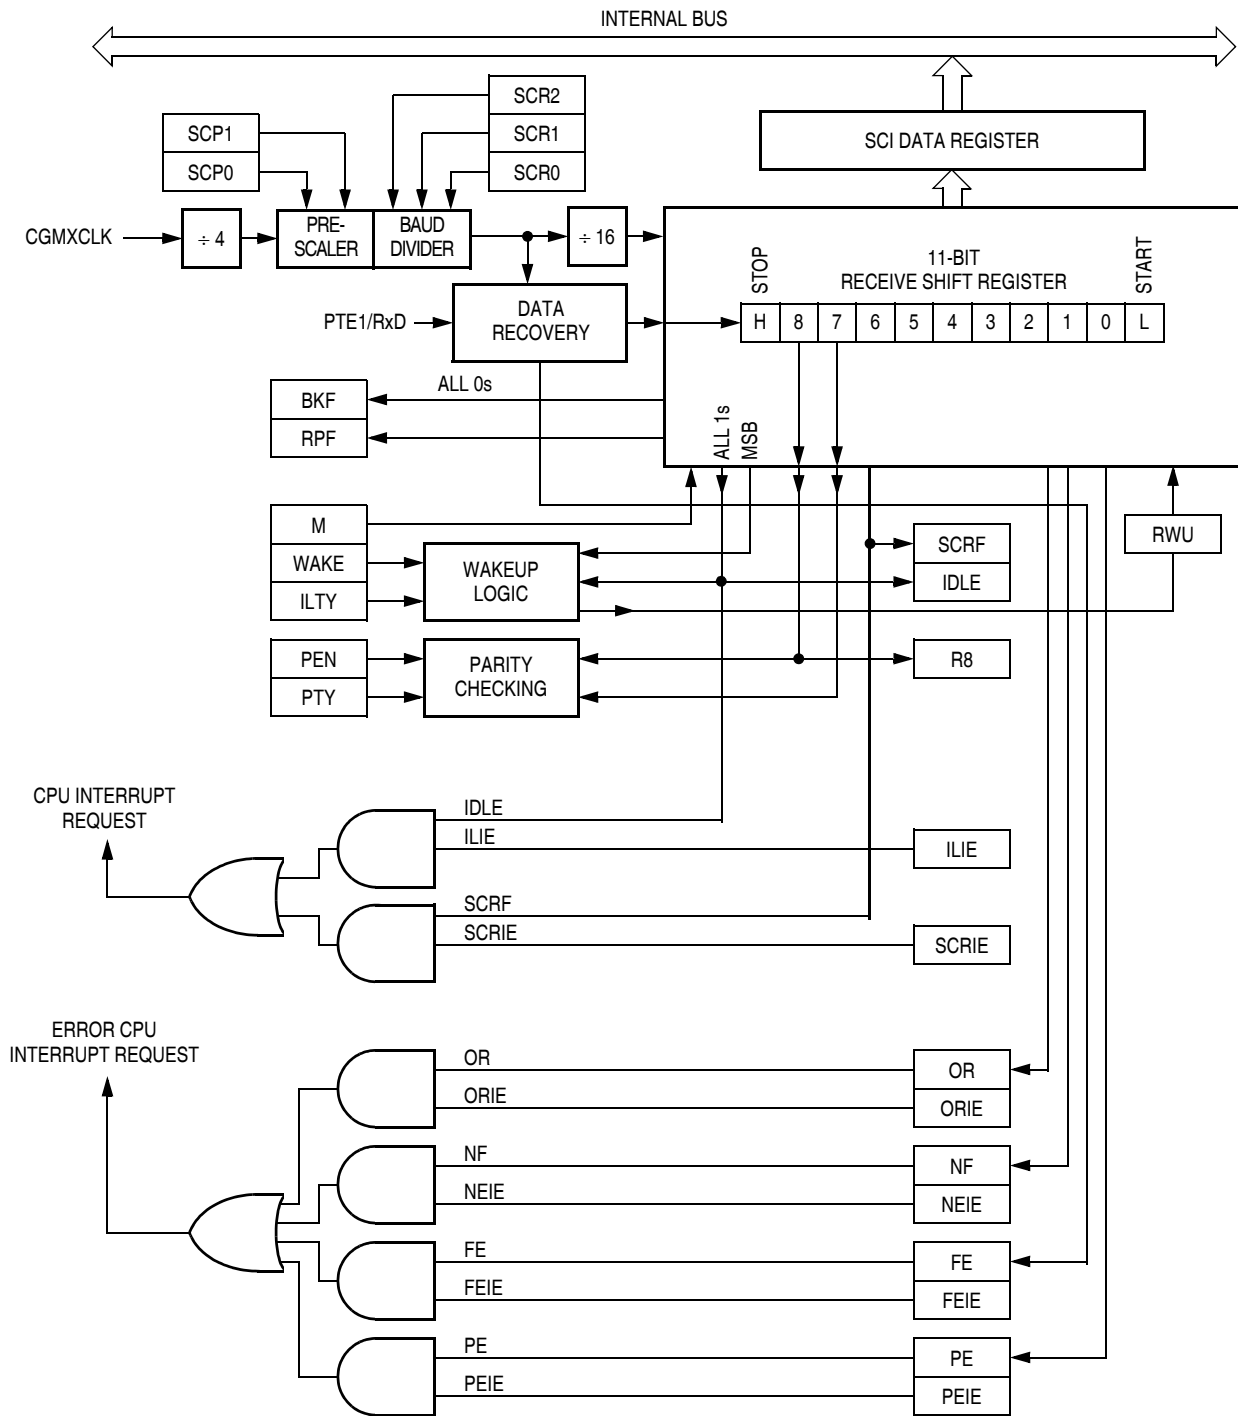 INTERNAL BUS
SCR2
SCR1
SCR0
SCP1
SCP0
SCI DATA REGISTER
CGMXCLK
÷ 4
PRE-
SCALER
BAUD
DIVIDER
÷ 16
STOP
11-BIT
RECEIVE SHIFT REGISTER
START
PTE1/RxD
DATA
RECOVERY
H 8 7 6 5 4 3 2 1 0 L
ALL 0s
BKF
RPF
ALL 1s
MSB
M
WAKE
ILTY
WAKEUP
LOGIC
SCRF
IDLE
RWU
PEN
PTY
PARITY
CHECKING
R8
CPU INTERRUPT
REQUEST
IDLE
ILIE
ILIE
SCRF
SCRIE
SCRIE
ERROR CPU
INTERRUPT REQUEST
OR
OR
ORIE
ORIE
NF
NF
NEIE
NEIE
FE
FE
FEIE
FEIE
PE
PE
PEIE
PEIE